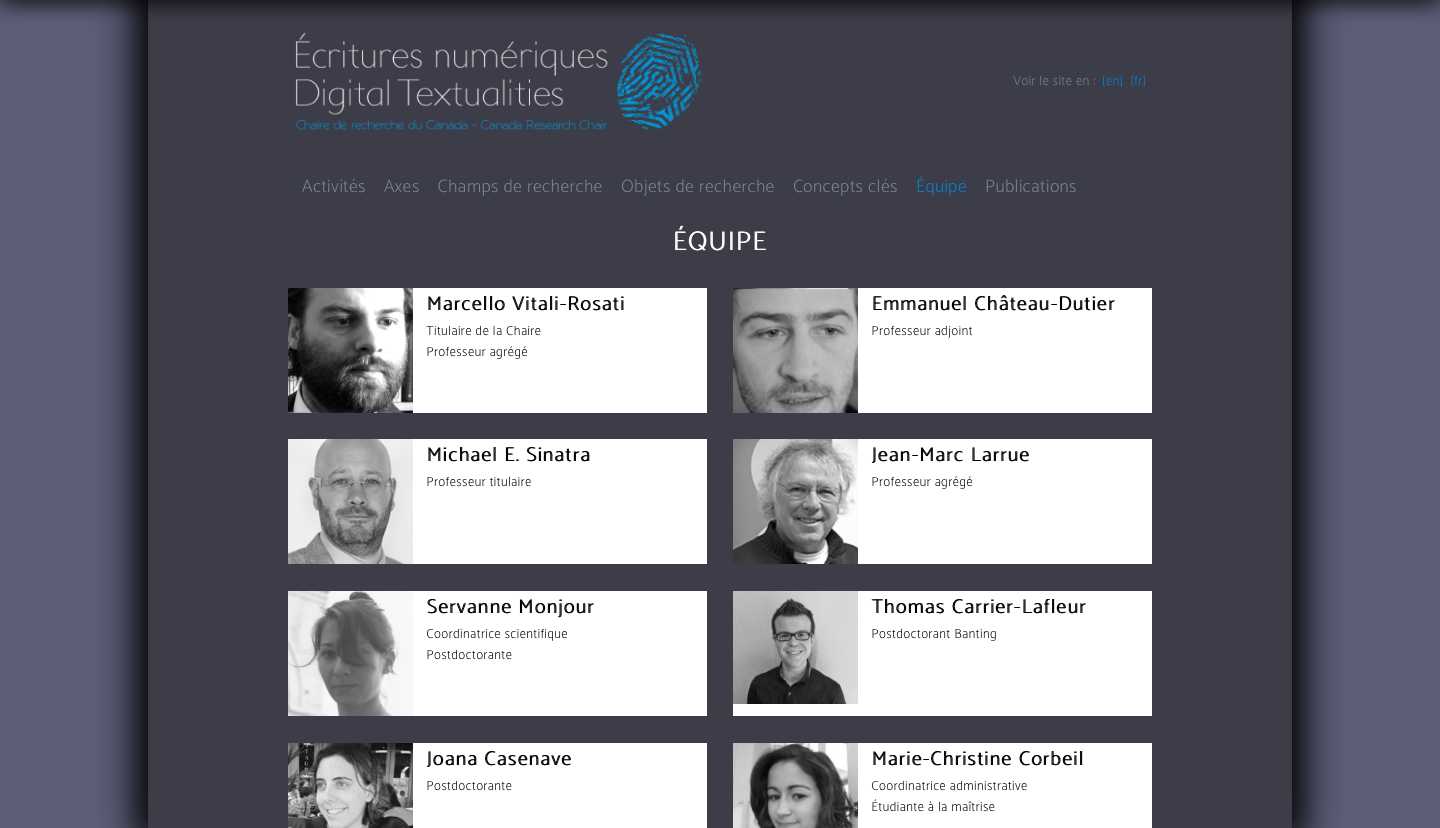 Écritures numériques
Digital Textualities
Chaire de recherche du Canada - Canada Research Chair
Voir le site en : [en] [fr]
Activités Axes Champs de recherche Objets de recherche Concepts clés Équipe Publications
ÉQUIPE
Marcello Vitali-Rosati
Titulaire de la Chaire
Professeur agrégé
Emmanuel Château-Dutier
Professeur adjoint
Michael E. Sinatra
Professeur titulaire
Jean-Marc Larrue
Professeur agrégé
Servanne Monjour
Coordinatrice scientifique
Postdoctorante
Thomas Carrier-Lafleur
Postdoctorant Banting
Joana Casenave
Postdoctorante
Marie-Christine Corbeil
Coordinatrice administrative
Étudiante à la maîtrise